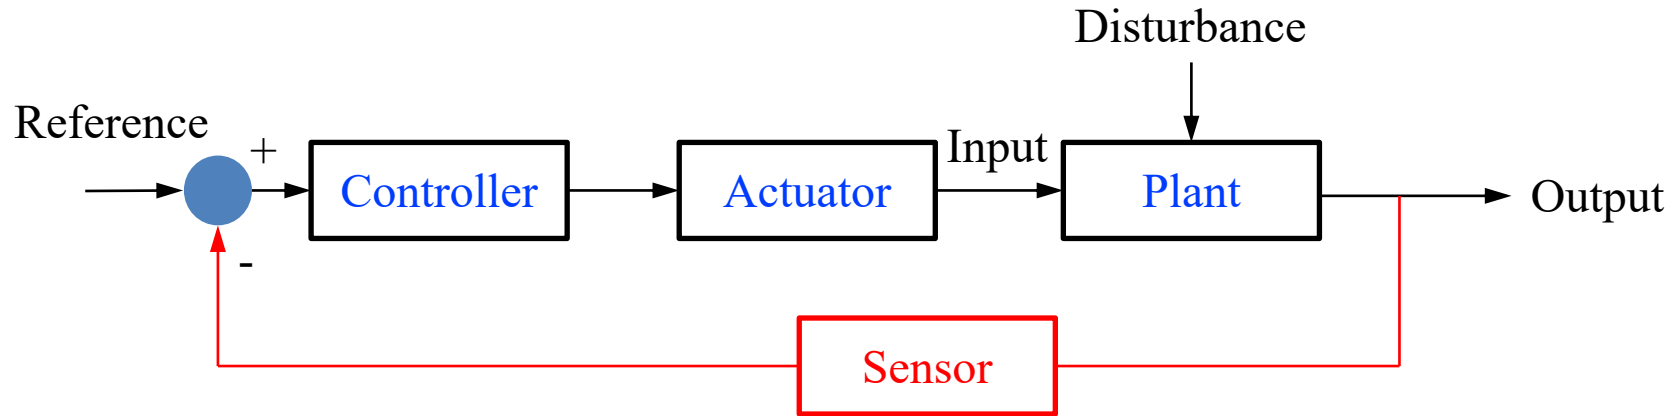 Disturbance
Reference
+
Input
Controller
Actuator
Plant
Output
-
Sensor